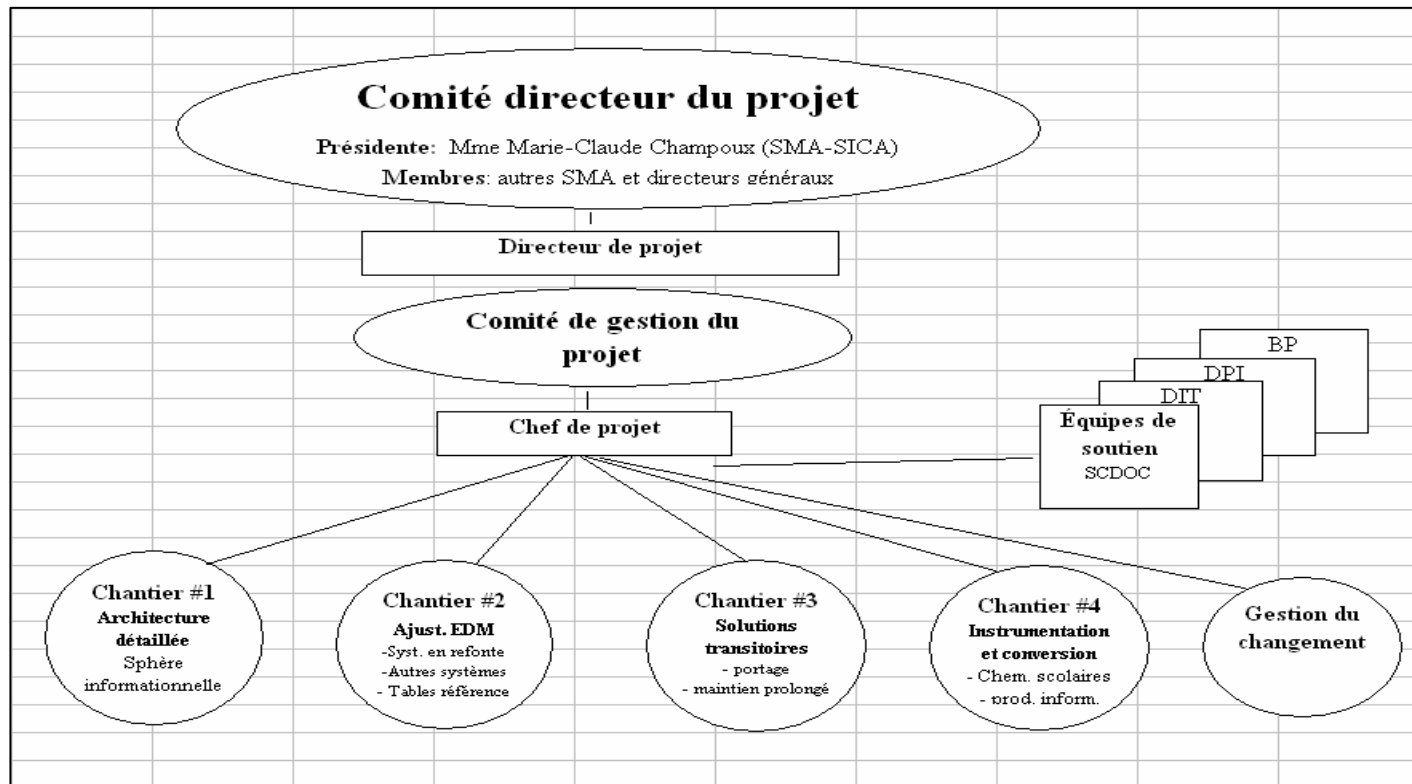 Comité directeur du projet
Présidente: Mme Marie-Claude Champoux (SMA-SICA)
Membres: autres SMA et directeurs généraux
Directeur de projet
Comité de gestion du
projet
Chef de projet
BP
DPI
DIT
Équipes de
soutien
SCDOC
Chantier #1
Architecture
détaillée
Sphère
informationnelle
Chantier #2
Ajust. EDM
-Syst. en refonte
-Autres systèmes
- Tables référence
Chantier #3
Solutions
transitoires
- portage
- maintien prolongé
Chantier #4
Instrumentation
et conversion
- Chem. scolaires
- prod. inform.
Gestion du
changement